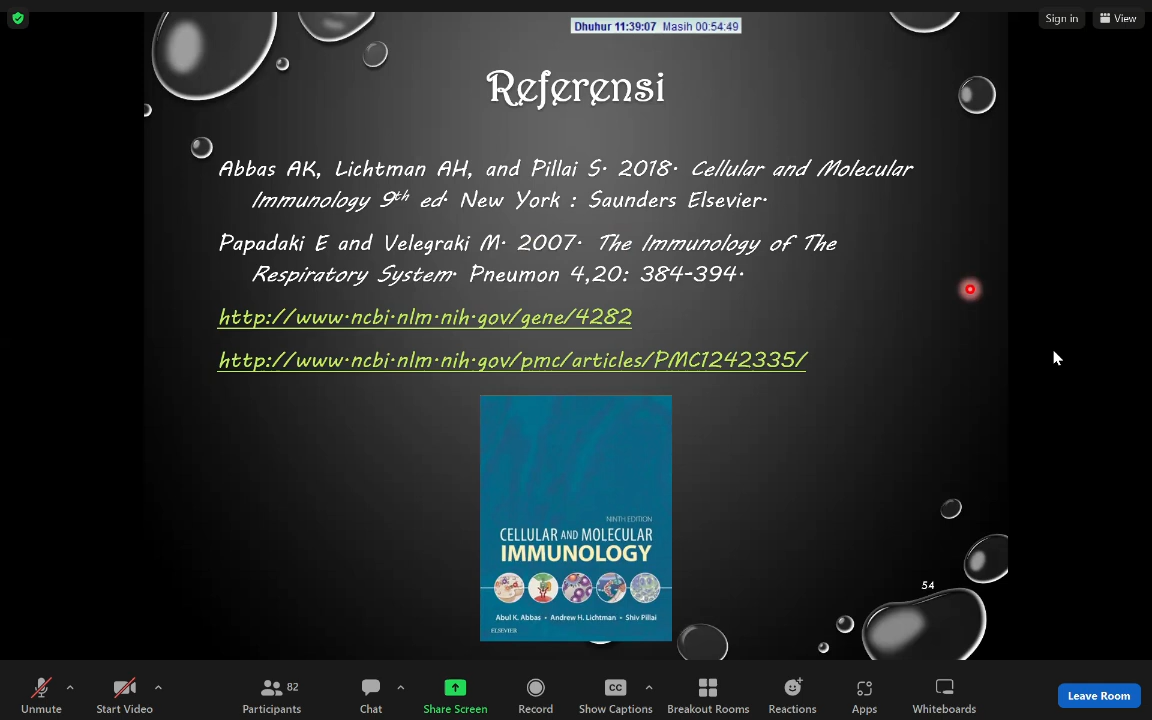 Dhuhur 11:39:07 Masih 00:54:49
Sign in
View
Referensi
Abbas AK, Lichtman AH, and Pillai S. 2018. Cellular and Molecular
Immunology 9th ed. New York : Saunders Elsevier.
Papadaki E and Velegraki M. 2007. The Immunology of The
Respiratory System. Pneumon 4,20: 384-394.
http://www.ncbi.nlm.nih.gov/gene/4282
http://www.ncbi.nlm.nih.gov/pmc/articles/PMC1242335/
NINTH EDITION
CELLULAR AND MOLECULAR
IMMUNOLOGY
Abul K. Abbas • Andrew H. Lichtman • Shiv Pillai
ELSEVIER
54
Unmute
Start Video
82
Participants
Chat
Share Screen
Record
CC
Show Captions
Breakout Rooms
Reactions
Apps
Whiteboards
Leave Room